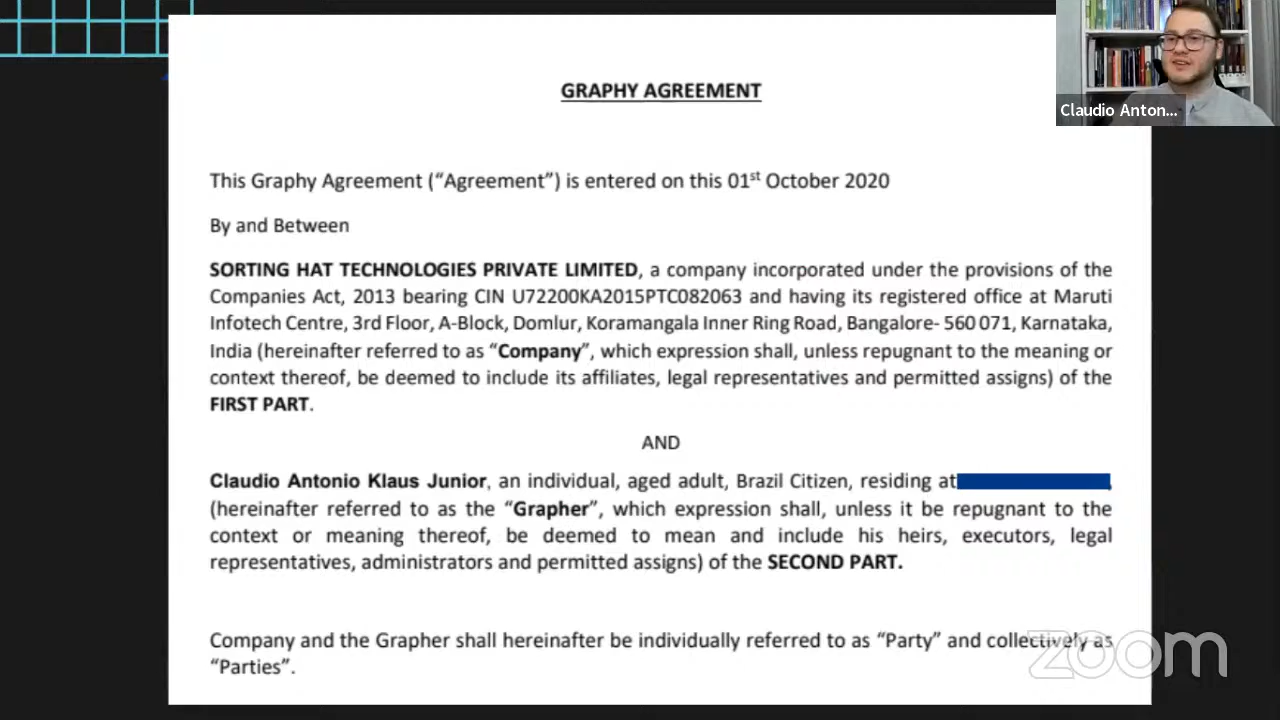 GRAPHY AGREEMENT
Claudio Anton...
This Graphy Agreement (“Agreement”) is entered on this 01st October 2020
By and Between
SORTING HAT TECHNOLOGIES PRIVATE LIMITED, a company incorporated under the provisions of the
Companies Act, 2013 bearing CIN U72200KA2015PTC082063 and having its registered office at Maruti
Infotech Centre, 3rd Floor, A-Block, Domlur, Koramangala Inner Ring Road, Bangalore- 560 071, Karnataka,
India (hereinafter referred to as “Company”, which expression shall, unless repugnant to the meaning or
context thereof, be deemed to include its affiliates, legal representatives and permitted assigns) of the
FIRST PART.
AND
Claudio Antonio Klaus Junior, an individual, aged adult, Brazil Citizen, residing at ,
(hereinafter referred to as the “Grapher”, which expression shall, unless it be repugnant to the
context or meaning thereof, be deemed to mean and include his heirs, executors, legal
representatives, administrators and permitted assigns) of the SECOND PART.
Company and the Grapher shall hereinafter be individually referred to as “Party” and collectively as
“Parties”.
zoom